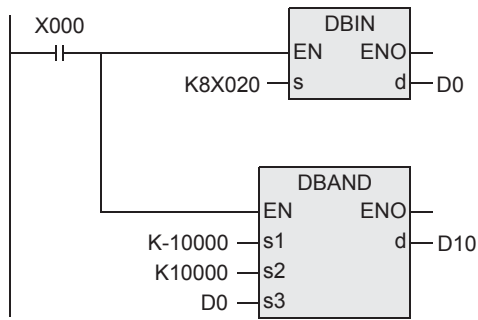 X000
DBIN
EN ENO
K8X020 s d D0
DBAND
EN ENO
K-10000 s1 d D10
K10000 s2
D0 s3